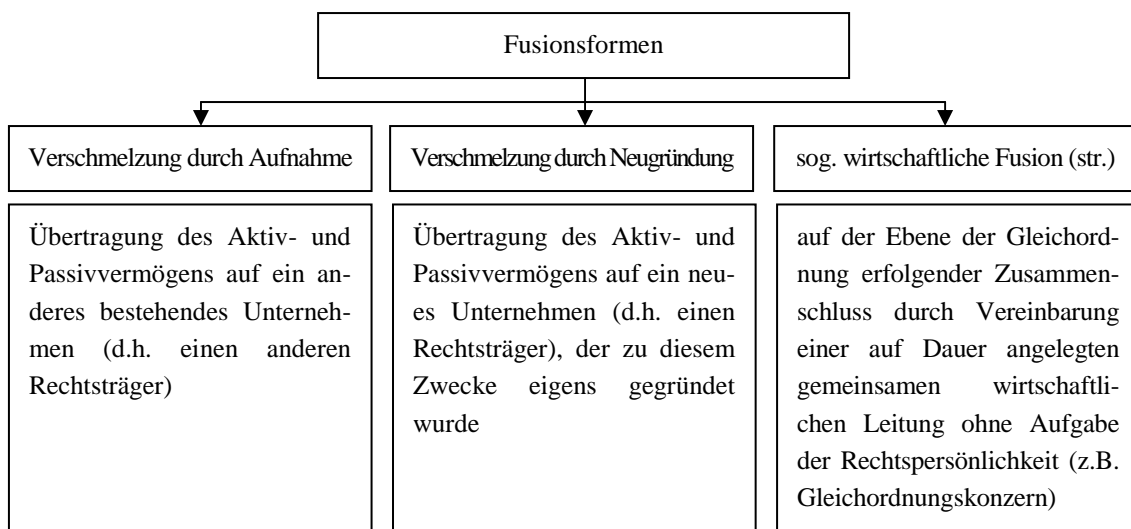 Fusionsformen
Verschmelzung durch Aufnahme
Verschmelzung durch Neugründung
sog. wirtschaftliche Fusion (str.)
Übertragung des Aktiv- und
Passivvermögens auf ein an-
deres bestehendes Unterneh-
men (d.h. einen anderen
Rechtsträger)
Übertragung des Aktiv- und
Passivvermögens auf ein neu-
es Unternehmen (d.h. einen
Rechtsträger), der zu diesem
Zwecke eigens gegründet
wurde
auf der Ebene der Gleichord-
nung erfolgender Zusammen-
schluss durch Vereinbarung
einer auf Dauer angelegten
gemeinsamen wirtschaftli-
chen Leitung ohne Aufgabe
der Rechtspersönlichkeit (z.B.
Gleichordnungskonzern)